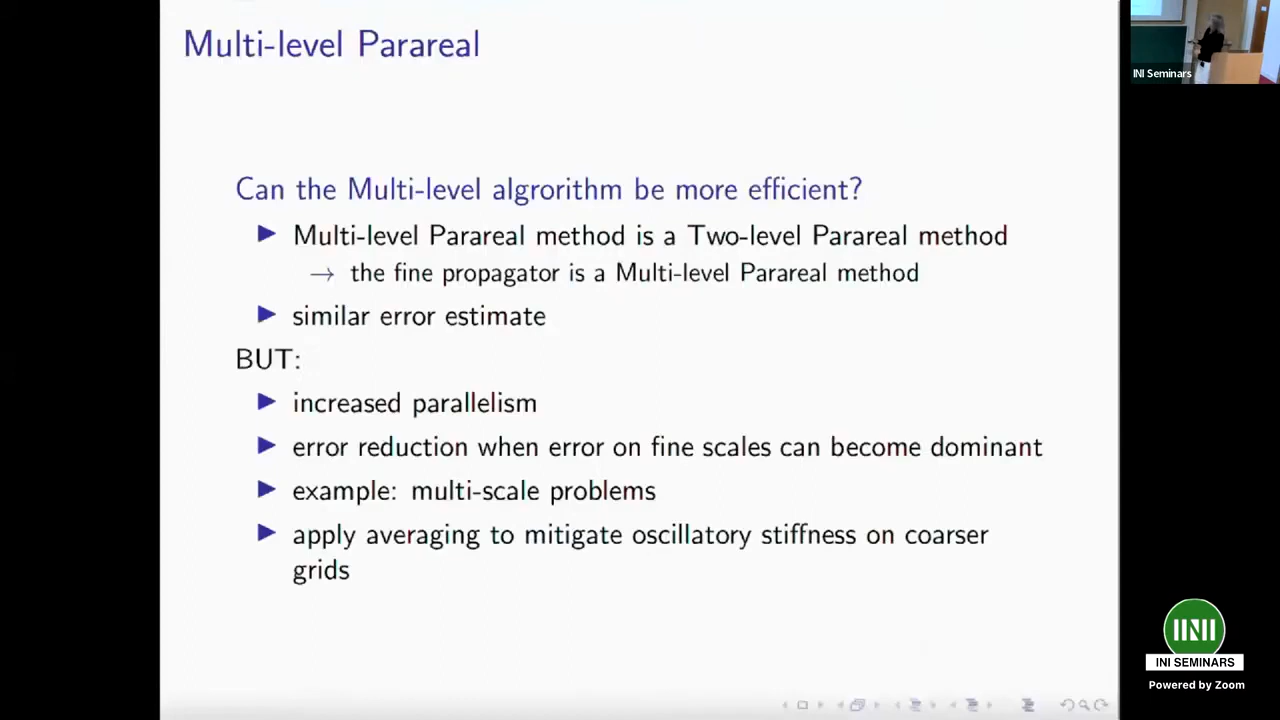 Multi-level Parareal
INI Seminars
Can the Multi-level algrorithm be more efficient?
Multi-level Parareal method is a Two-level Parareal method
→ the fine propagator is a Multi-level Parareal method
similar error estimate
BUT:
increased parallelism
error reduction when error on fine scales can become dominant
example: multi-scale problems
apply averaging to mitigate oscillatory stiffness on coarser
grids
INI
INI SEMINARS
Powered by Zoom